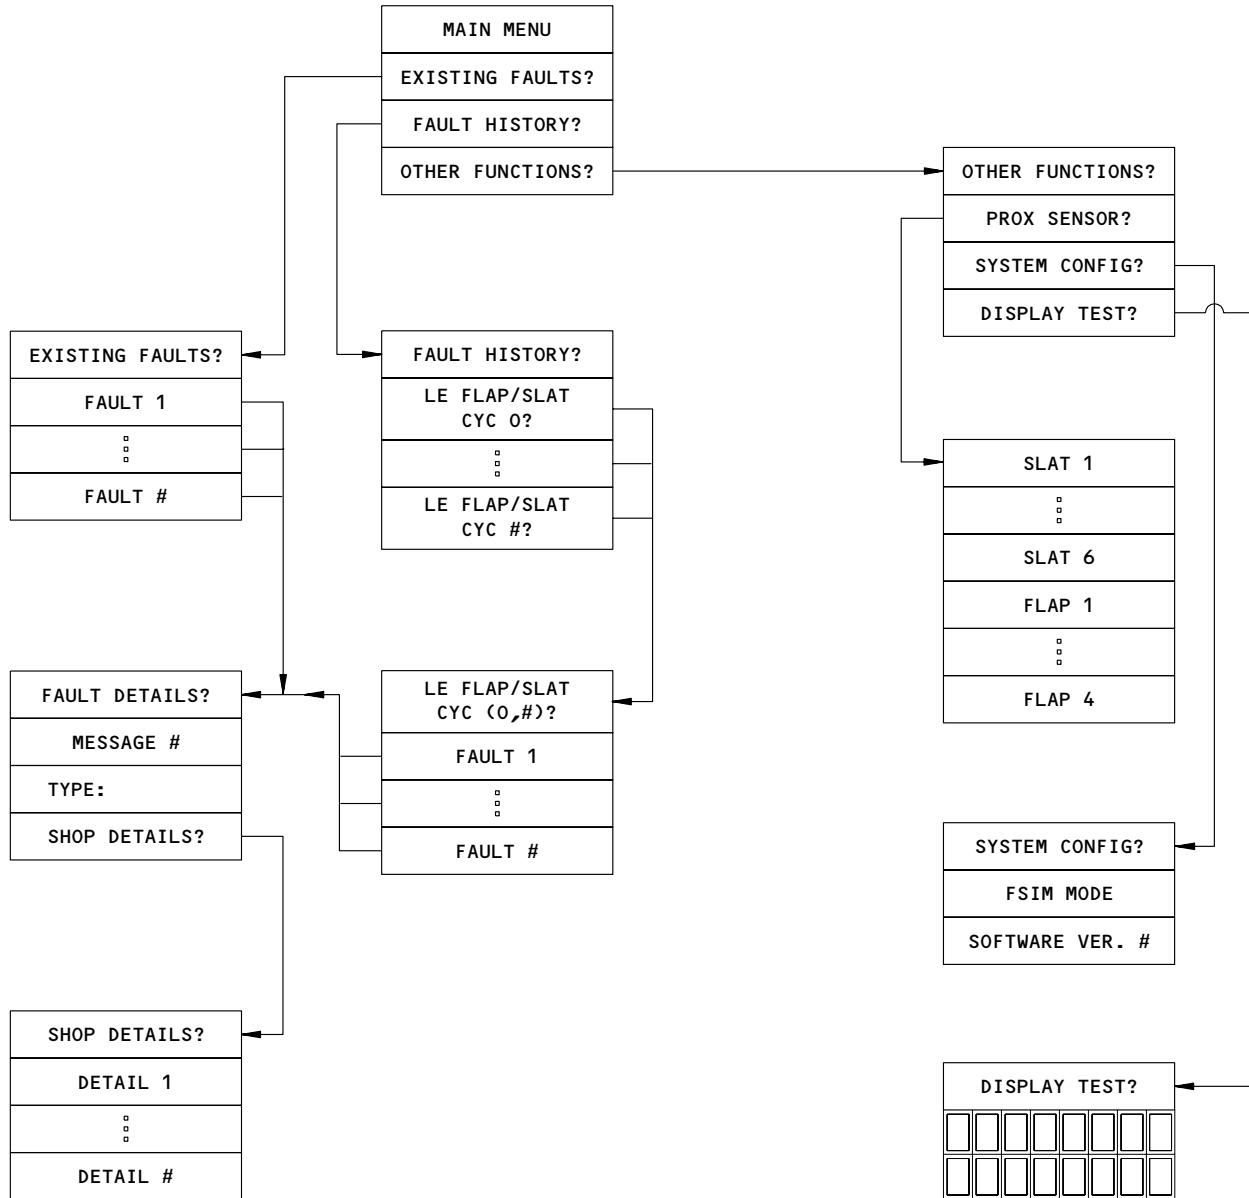 MAIN MENU
EXISTING FAULTS?
FAULT HISTORY?
OTHER FUNCTIONS?
OTHER FUNCTIONS?
PROX SENSOR?
SYSTEM CONFIG?
DISPLAY TEST?
EXISTING FAULTS?
FAULT 1
FAULT #
FAULT HISTORY?
LE FLAP/SLAT
CYC 0?
LE FLAP/SLAT
CYC #?
SLAT 1
SLAT 6
FLAP 1
FLAP 4
FAULT DETAILS?
MESSAGE #
TYPE:
SHOP DETAILS?
LE FLAP/SLAT
CYC (0,#)?
FAULT 1
FAULT #
SYSTEM CONFIG?
FSIM MODE
SOFTWARE VER. #
SHOP DETAILS?
DETAIL 1
DETAIL #
DISPLAY TEST?